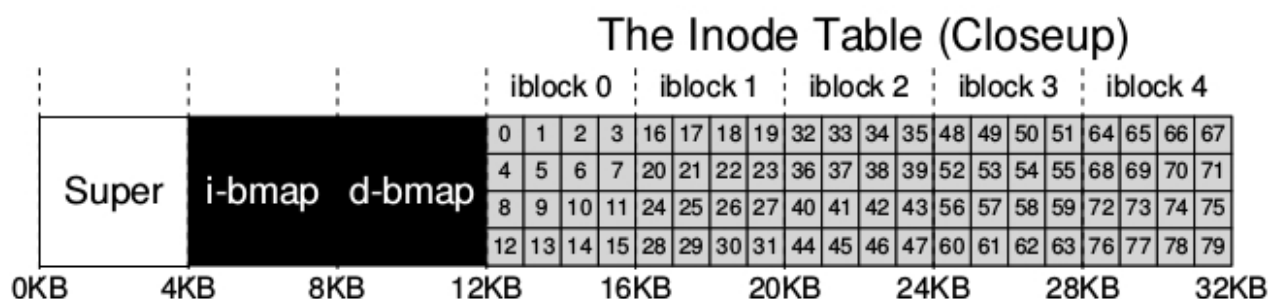 The Inode Table (Closeup)
iblock 0 iblock 1 iblock 2 iblock 3 iblock 4
0 1 2 3 16 17 18 19 32 33 34 35 48 49 50 51 64 65 66 67
4 5 6 7 20 21 22 23 36 37 38 39 52 53 54 55 68 69 70 71
Super i-bmap d-bmap
8 9 10 11 24 25 26 27 40 41 42 43 56 57 58 59 72 73 74 75
12 13 14 15 28 29 30 31 44 45 46 47 60 61 62 63 76 77 78 79
0KB 4KB 8KB 12KB 16KB 20KB 24KB 28KB 32KB